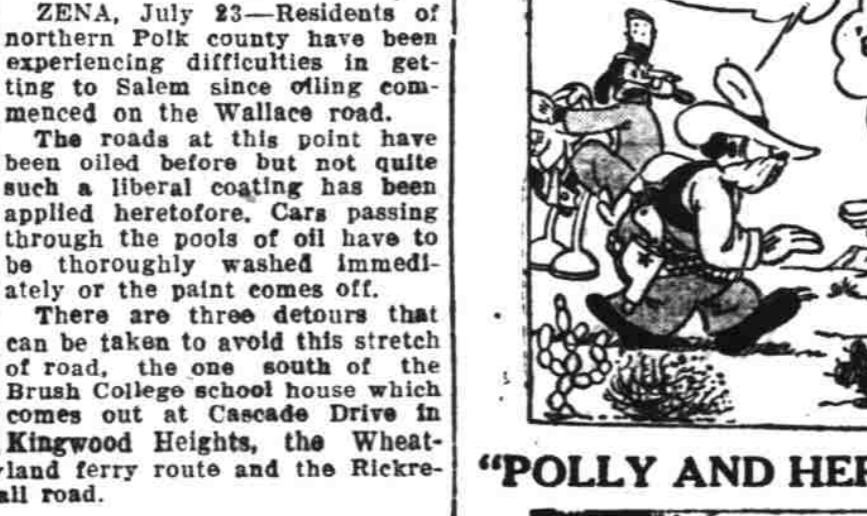 ZENA, July 23—Residents of
northern Polk county have been
experiencing difficulties in get-
ting to Salem since oiling com-
menced on the Wallace road.
The roads at this point have
been oiled before but not quite
such a liberal coating has been
applied heretofore. Cars passing
through the pools of oil have to
be thoroughly washed immedi-
ately or the paint comes off.
There are three detours that
can be taken to avoid this stretch
of road, the one south of the
Brush College school house which
comes out at Cascade Drive in
Kingwood Heights, the Wheat-
land ferry route and the Rickre-
all road.
“POLLY AND HER